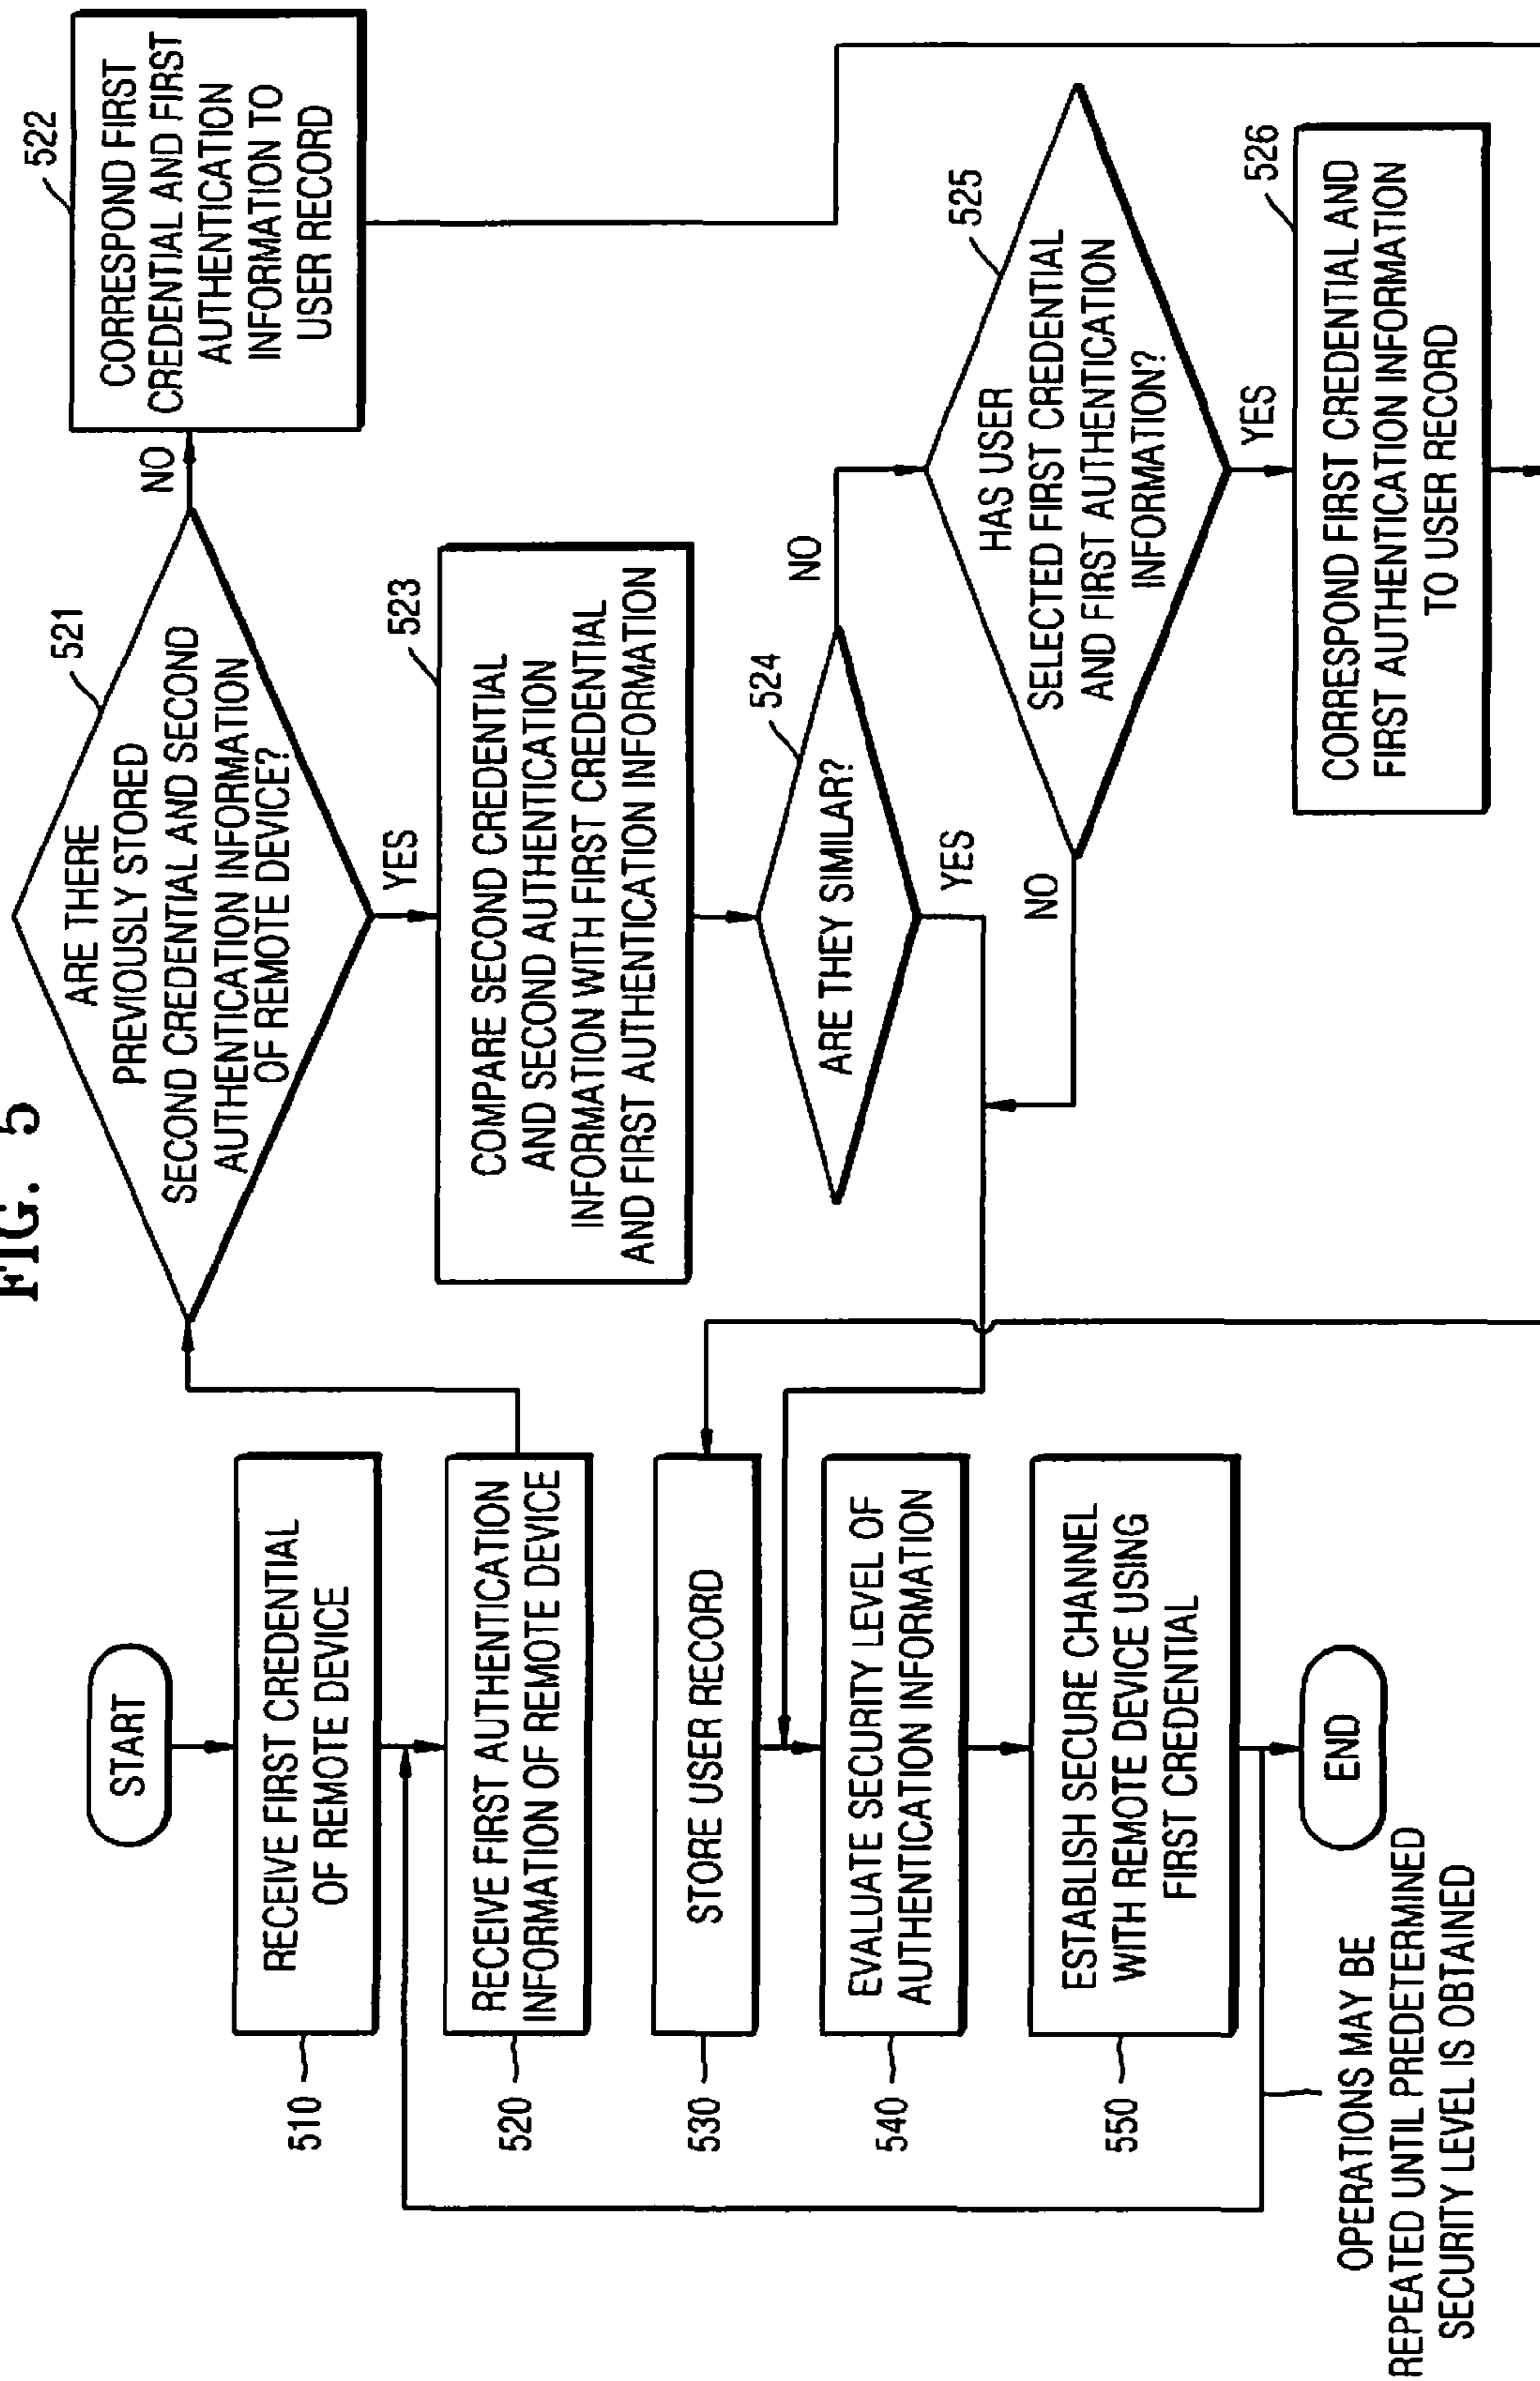 FIG. 5
START
RECEIVE FIRST CREDENTIAL
OF REMOTE DEVICE
510
RECEIVE FIRST AUTHENTICATION
INFORMATION OF REMOTE DEVICE
520
STORE USER RECORD
530
EVALUATE SECURITY LEVEL OF
AUTHENTICATION INFORMATION
540
ESTABLISH SECURE CHANNEL
WITH REMOTE DEVICE USING
FIRST CREDENTIAL
550
END
OPERATIONS MAY BE
REPEATED UNTIL PREDETERMINED
SECURITY LEVEL IS OBTAINED
521
ARE THERE
PREVIOUSLY STORED
SECOND CREDENTIAL AND SECOND
AUTHENTICATION INFORMATION
OF REMOTE DEVICE?
NO
YES
522
CORRESPOND FIRST
CREDENTIAL AND FIRST
AUTHENTICATION
INFORMATION TO
USER RECORD
523
COMPARE SECOND CREDENTIAL
AND SECOND AUTHENTICATION
INFORMATION WITH FIRST CREDENTIAL
AND FIRST AUTHENTICATION INFORMATION
524
ARE THEY SIMILAR?
NO
YES
525
HAS USER
SELECTED FIRST CREDENTIAL
AND FIRST AUTHENTICATION
INFORMATION?
NO
YES
526
CORRESPOND FIRST CREDENTIAL AND
FIRST AUTHENTICATION INFORMATION
TO USER RECORD